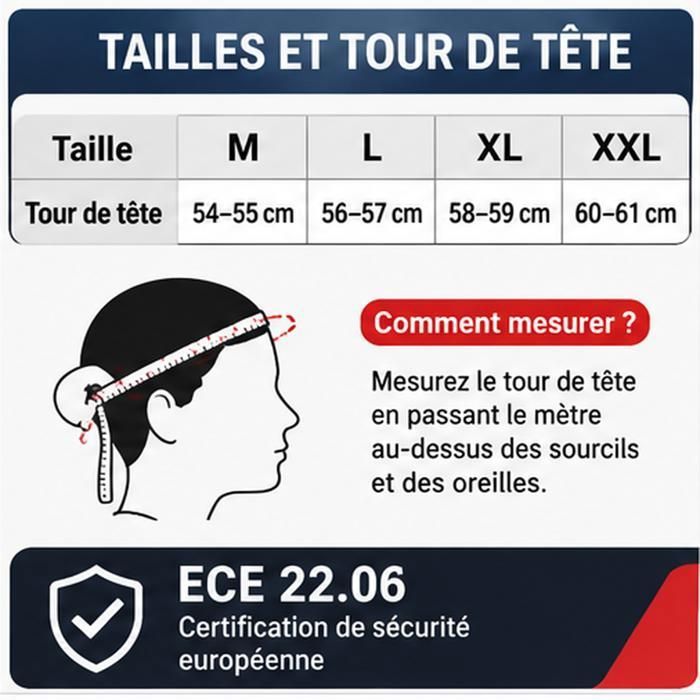 TAILLES ET TOUR DE TÊTE
Taille M L XL XXL
Tour de tête 54–55 cm 56–57 cm 58–59 cm 60–61 cm
Comment mesurer ?
Mesurez le tour de tête
en passant le mètre
au-dessus des sourcils
et des oreilles.
ECE 22.06
Certification de sécurité
européenne